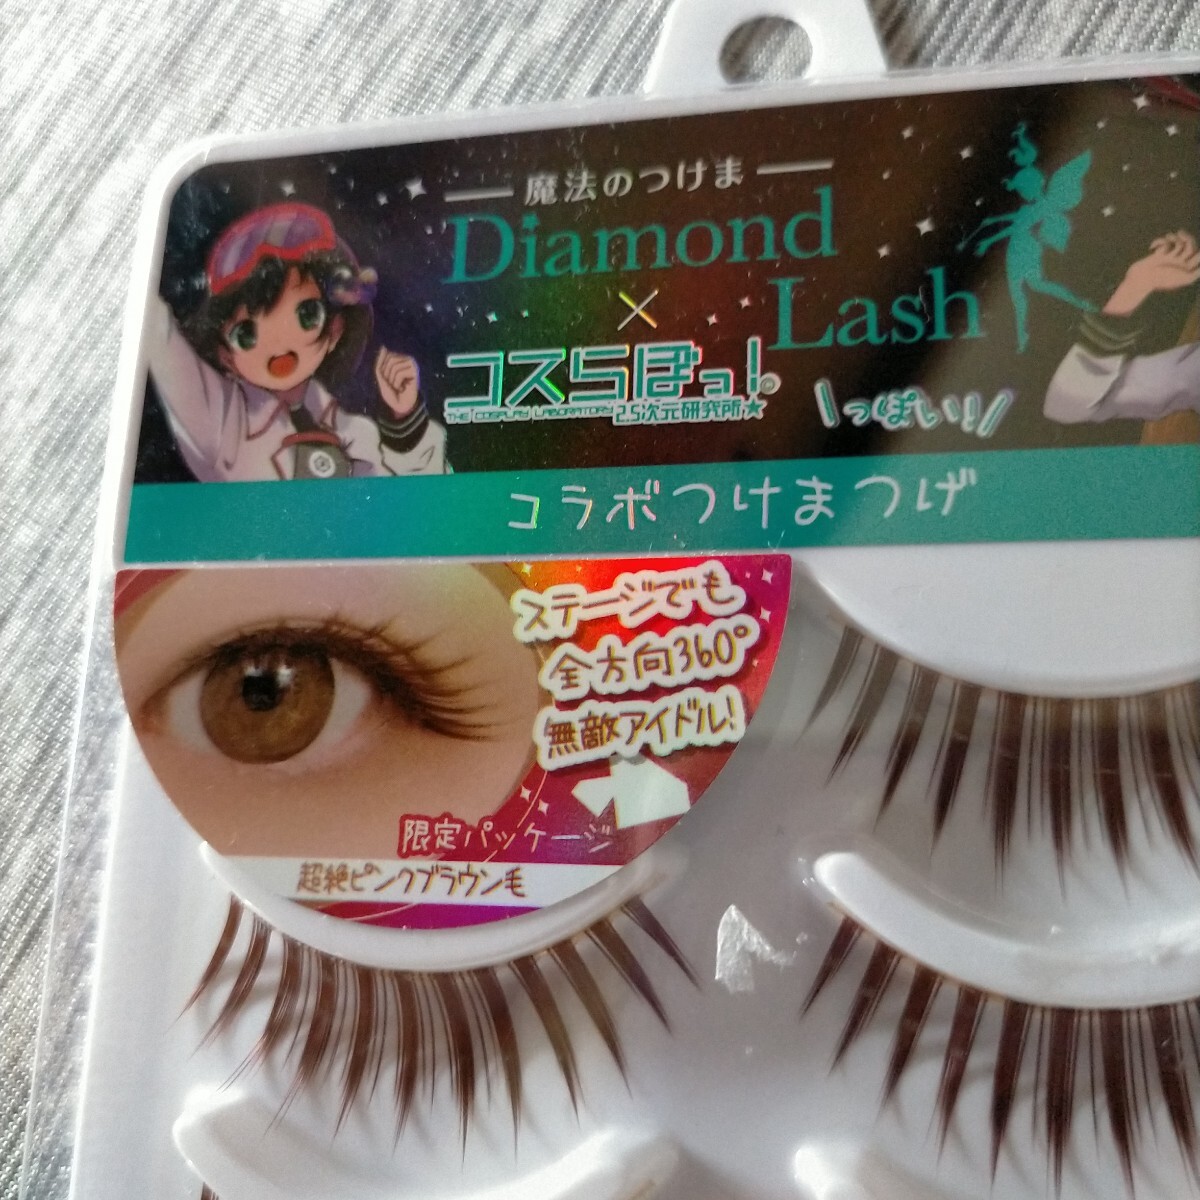 魔法のつけま
Diamond
Lash
×
コスらぼっ!
THE COSPLAY LABORATORY 2.5次元研究所★
\っぽい!/
コラボつけまつげ
ステージでも
全方向360°
無敵アイドル!
限定パッケージ
超絶ピンクブラウン毛